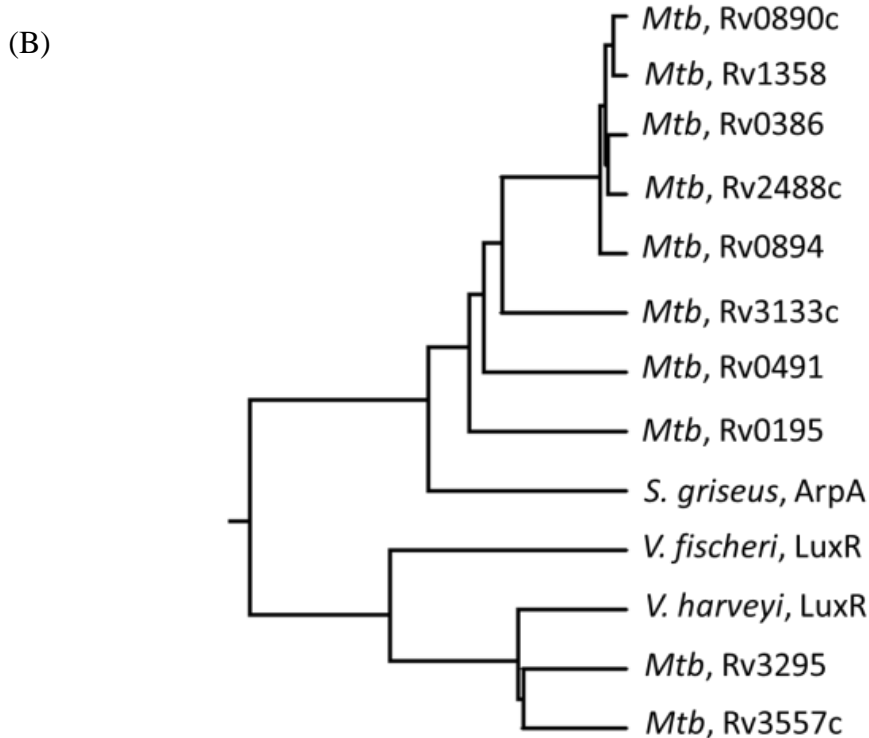 (B)
Mtb, Rv0890c
Mtb, Rv1358
Mtb, Rv0386
Mtb, Rv2488c
Mtb, Rv0894
Mtb, Rv3133c
Mtb, Rv0491
Mtb, Rv0195
S. griseus, ArpA
V. fischeri, LuxR
V. harveyi, LuxR
Mtb, Rv3295
Mtb, Rv3557c